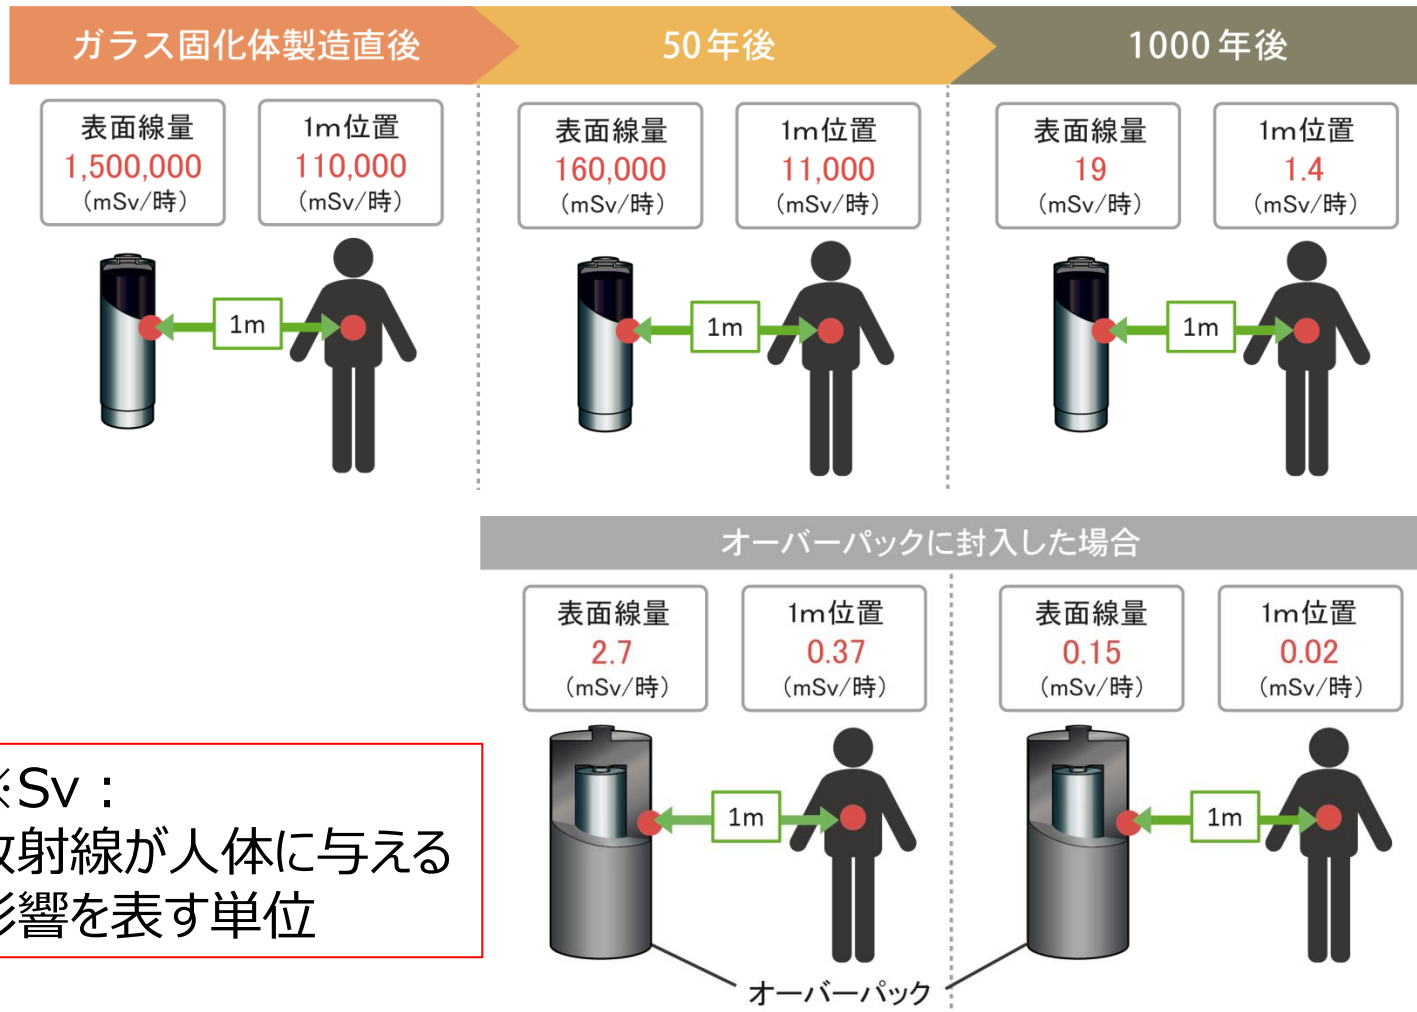 ガラス固化体製造直後
50年後
1000年後
表面線量
1,500,000
(mSv/時)
1m位置
110,000
(mSv/時)
表面線量
160,000
(mSv/時)
1m位置
11,000
(mSv/時)
表面線量
19
(mSv/時)
1m位置
1.4
(mSv/時)
1m
1m
1m
オーバーパックに封入した場合
表面線量
2.7
(mSv/時)
1m位置
0.37
(mSv/時)
表面線量
0.15
(mSv/時)
1m位置
0.02
(mSv/時)
1m
1m
オーバーパック
※Sv：
放射線が人体に与える
影響を表す単位